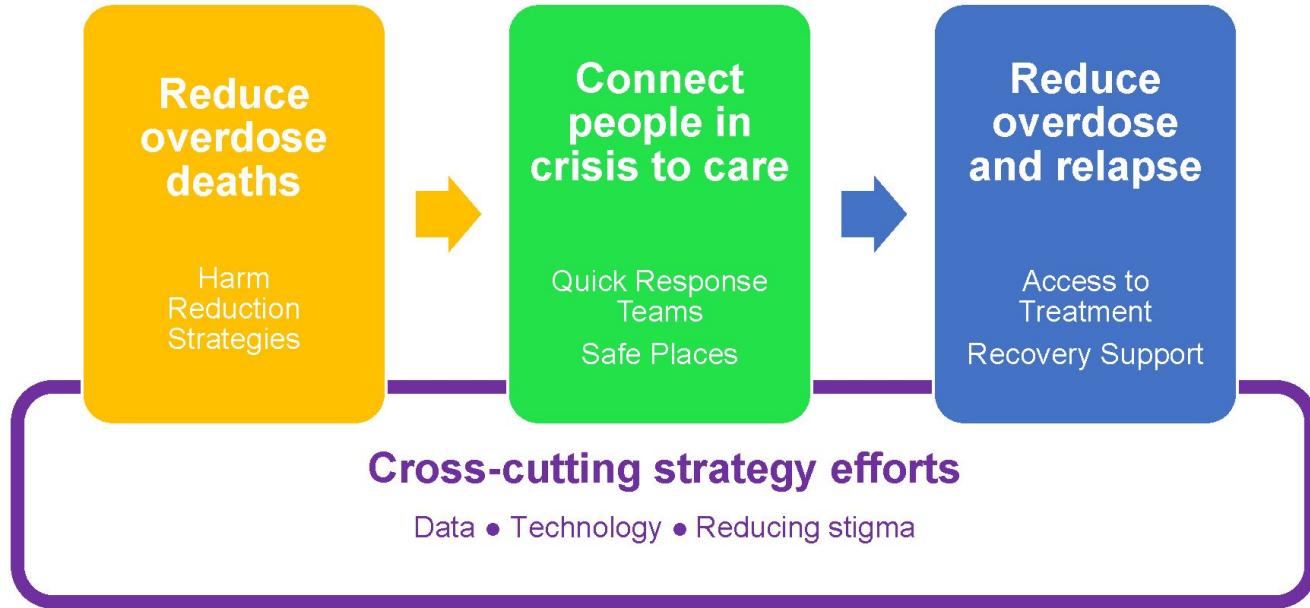 Reduce
overdose
deaths
Harm
Reduction
Strategies
Connect
people in
crisis to care
Quick Response
Teams
Safe Places
Reduce
overdose
and relapse
Access to
Treatment
Recovery Support
Cross-cutting strategy efforts
Data ● Technology ● Reducing stigma